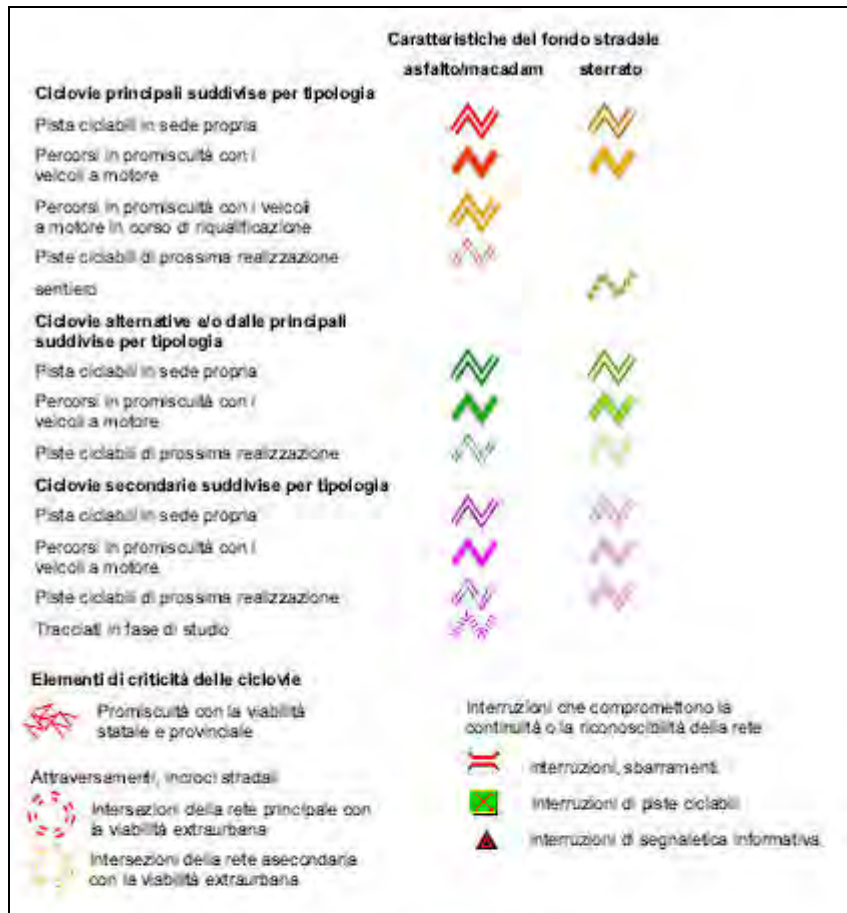 Caratteristiche del fondo stradale
asfalto/macadam sterrato
Ciclovie principali suddivise per tipologia
Pista ciclabili in sede propria
Percorsi in promiscuità con i
veicoli a motore
Percorsi in promiscuità con i veicoli
a motore in corso di riqualificazione
Piste ciclabili di prossima realizzazione
sentiero
Ciclovie alternative e/o dalle principali
suddivise per tipologia
Pista ciclabili in sede propria
Percorsi in promiscuità con i
veicoli a motore
Piste ciclabili di prossima realizzazione
Ciclovie secondarie suddivise per tipologia
Pista ciclabili in sede propria
Percorsi in promiscuità con i
veicoli a motore
Piste ciclabili di prossima realizzazione
Tracciati in fase di studio
Elementi di criticità delle ciclovie
Promiscuità con la viabilità
statale e provinciale
Attraversamenti, incroci stradali
Intersezioni della rete principale con
la viabilità extraurbana
Intersezioni della rete asecondaria
con la viabilità extraurbana
Interruzioni che compromettono la
continuità o la riconoscibilità della rete
interruzioni, sbarramenti.
Interruzioni di piste ciclabili
interruzioni di segnaletica informativa.